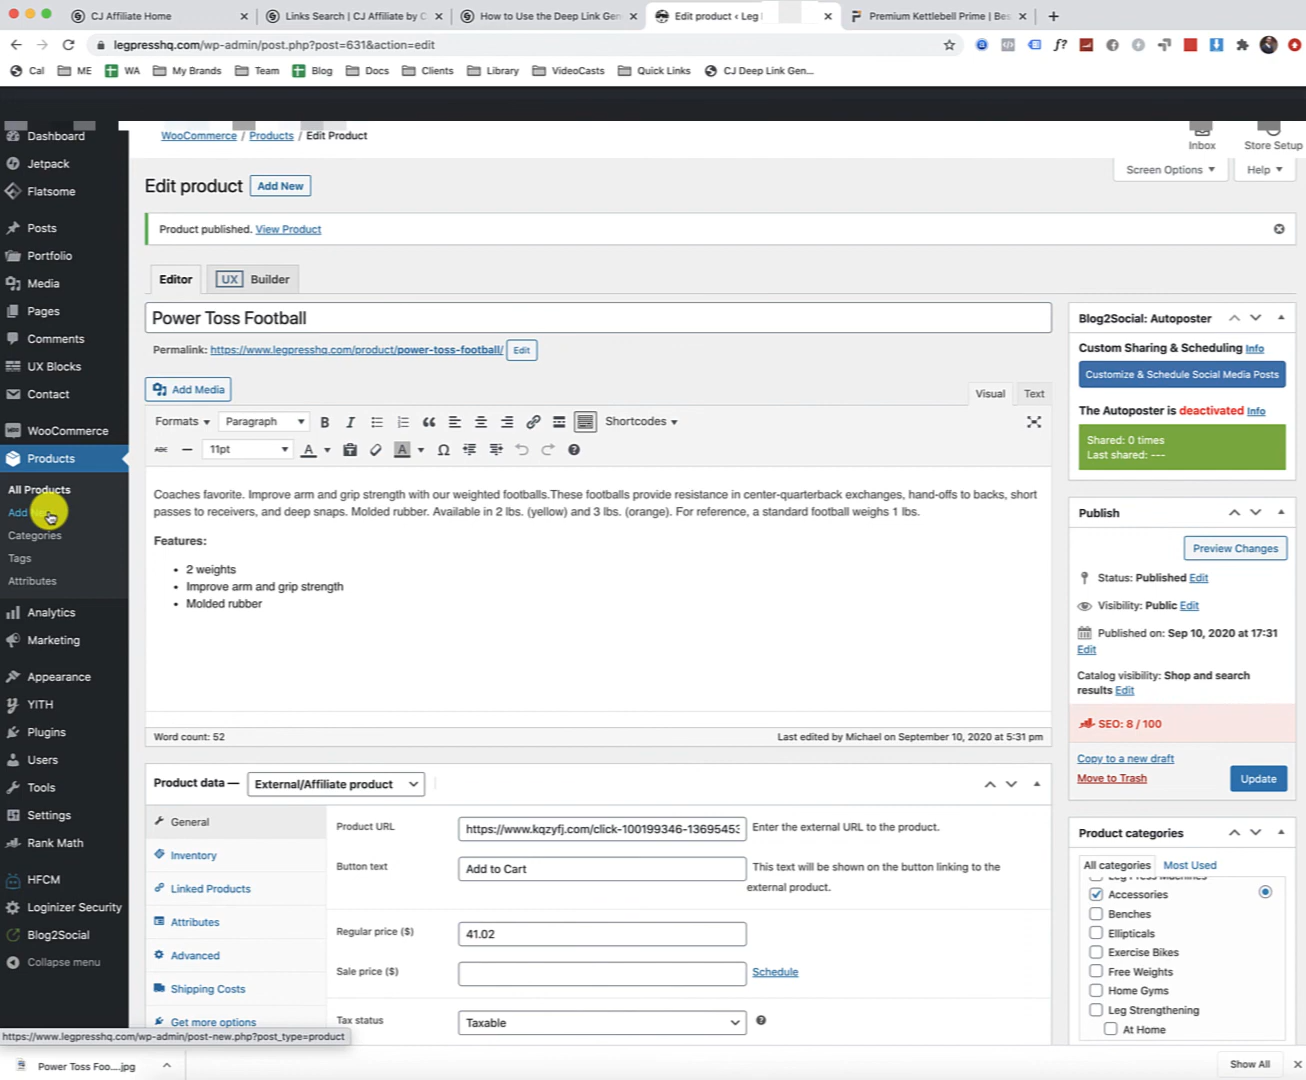 CJ Affiliate Home
Links Search | CJ Affiliate by C
How to Use the Deep Link Gen
Edit product ‹ Leg
Premium Kettlebell Prime | Bes
legpresshq.com/wp-admin/post.php?post=631&action=edit
Cal
ME
WA
My Brands
Team
Blog
Docs
Clients
Library
VideoCasts
Quick Links
CJ Deep Link Gen...
Dashboard
Jetpack
Flatsome
Posts
Portfolio
Media
Pages
Comments
UX Blocks
Contact
WooCommerce
Products
All Products
Add
Categories
Tags
Attributes
Analytics
Marketing
Appearance
YITH
Plugins
Users
Tools
Settings
Rank Math
HFCM
Loginizer Security
Blog2Social
Collapse menu
WooCommerce / Products / Edit Product
Inbox
Store Setup
Screen Options
Help
Edit product
Add New
Product published. View Product
Editor
UX Builder
Power Toss Football
Permalink: https://www.legpresshq.com/product/power-toss-football/
Edit
Add Media
Visual
Text
Formats
Paragraph
B
I
Shortcodes
ABC
11pt
A
A
Ω
Coaches favorite. Improve arm and grip strength with our weighted footballs.These footballs provide resistance in center-quarterback exchanges, hand-offs to backs, short
passes to receivers, and deep snaps. Molded rubber. Available in 2 lbs. (yellow) and 3 lbs. (orange). For reference, a standard football weighs 1 lbs.
Features:
2 weights
Improve arm and grip strength
Molded rubber
Word count: 52
Last edited by Michael on September 10, 2020 at 5:31 pm
Product data —
External/Affiliate product
General
Inventory
Linked Products
Attributes
Advanced
Shipping Costs
Get more options
Product URL
https://www.kqzyfj.com/click-100199346-13695453
Enter the external URL to the product.
Button text
Add to Cart
This text will be shown on the button linking to the
external product.
Regular price ($)
41.02
Sale price ($)
Schedule
Tax status
Taxable
Blog2Social: Autoposter
Custom Sharing & Scheduling Info
Customize & Schedule Social Media Posts
The Autoposter is deactivated Info
Shared: 0 times
Last shared: ---
Publish
Preview Changes
Status: Published Edit
Visibility: Public Edit
Published on: Sep 10, 2020 at 17:31
Edit
Catalog visibility: Shop and search
results Edit
SEO: 8 / 100
Copy to a new draft
Move to Trash
Update
Product categories
All categories
Most Used
Leg Press Machines
Accessories
Benches
Ellipticals
Exercise Bikes
Free Weights
Home Gyms
Leg Strengthening
At Home
https://www.legpresshq.com/wp-admin/post-new.php?post_type=product
Power Toss Foo....jpg
Show All